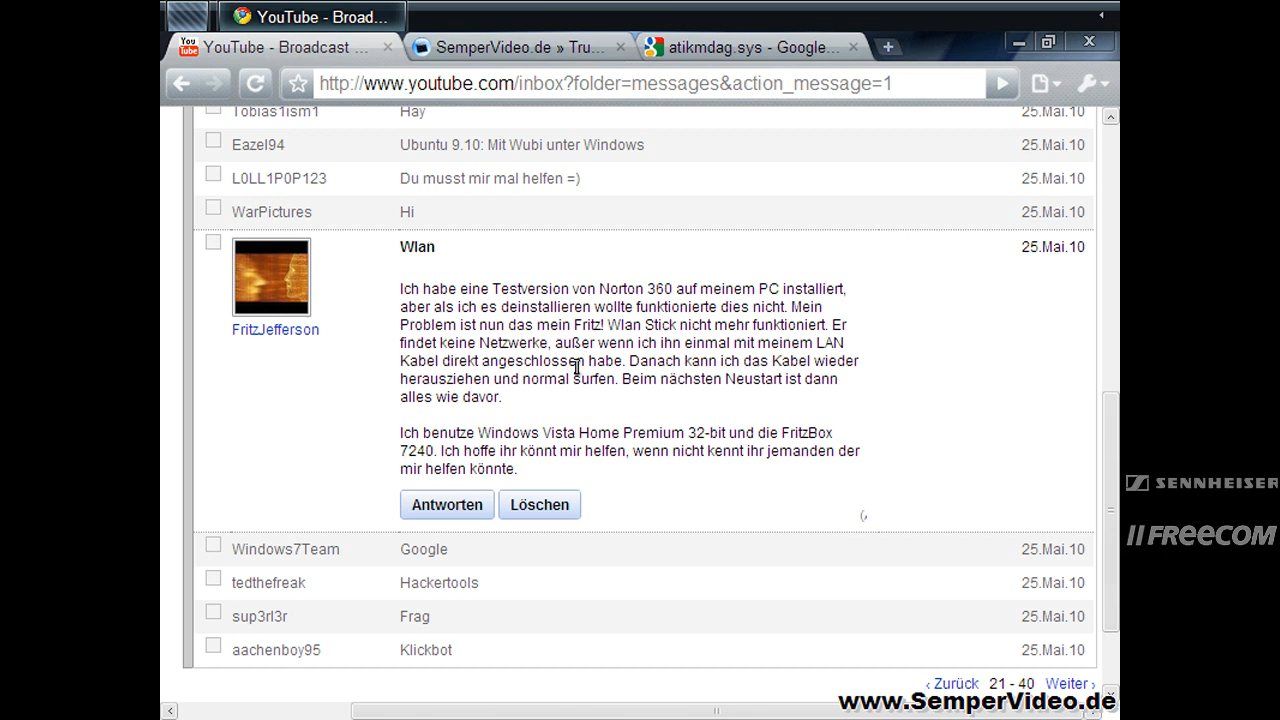 YouTube - Broad...
YouTube - Broadcast ...
SemperVideo.de » Tru...
atikmdag.sys - Google...
http://www.youtube.com/inbox?folder=messages&action_message=1
Tobias1ism1 Hay 25.Mai.10
Eazel94 Ubuntu 9.10: Mit Wubi unter Windows 25.Mai.10
L0LL1P0P123 Du musst mir mal helfen =) 25.Mai.10
WarPictures Hi 25.Mai.10
Wlan 25.Mai.10
FritzJefferson
Ich habe eine Testversion von Norton 360 auf meinem PC installiert,
aber als ich es deinstallieren wollte funktionierte dies nicht. Mein
Problem ist nun das mein Fritz! Wlan Stick nicht mehr funktioniert. Er
findet keine Netzwerke, außer wenn ich ihn einmal mit meinem LAN
Kabel direkt angeschlossen habe. Danach kann ich das Kabel wieder
herausziehen und normal surfen. Beim nächsten Neustart ist dann
alles wie davor.
Ich benutze Windows Vista Home Premium 32-bit und die FritzBox
7240. Ich hoffe ihr könnt mir helfen, wenn nicht kennt ihr jemanden der
mir helfen könnte.
Antworten Löschen
Windows7Team Google 25.Mai.10
tedthefreak Hackertools 25.Mai.10
sup3rl3r Frag 25.Mai.10
aachenboy95 Klickbot 25.Mai.10
‹ Zurück 21 - 40 Weiter ›
www.SemperVideo.de
SENNHEISER
FREECOM